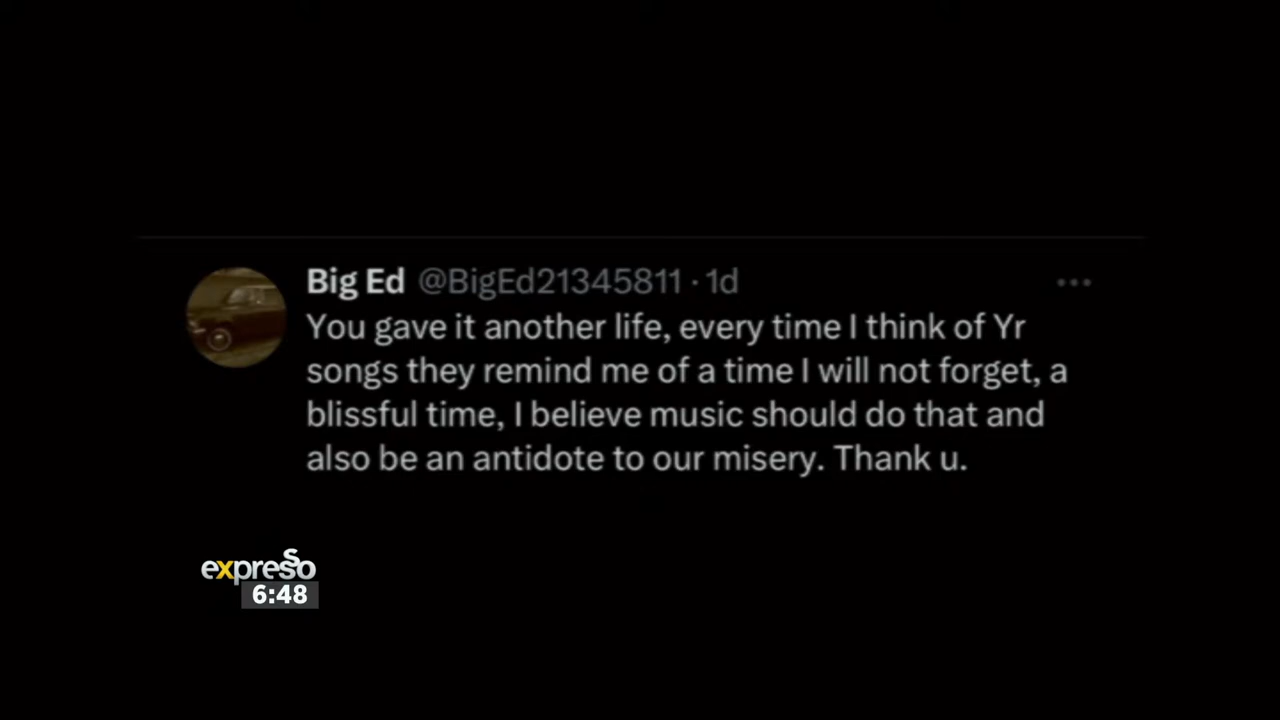 Big Ed @BigEd21345811 · 1d
You gave it another life, every time I think of Yr
songs they remind me of a time I will not forget, a
blissful time, I believe music should do that and
also be an antidote to our misery. Thank u.
expresso
6:48